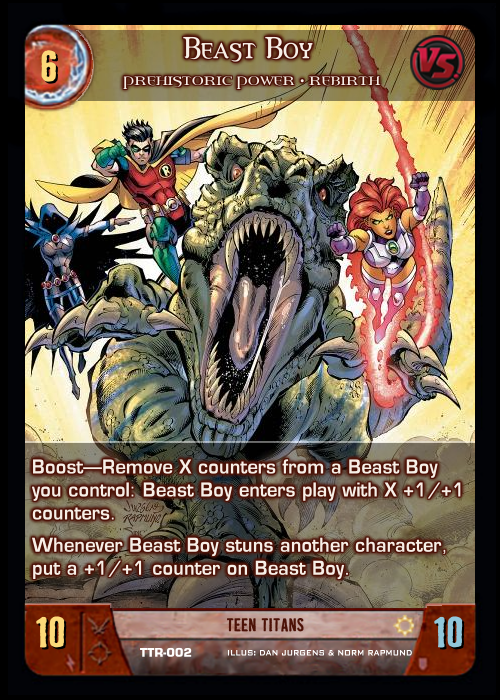 6
BEAST BOY
PREHISTORIC POWER • REBIRTH
VS
R
Boost—Remove X counters from a Beast Boy
you control: Beast Boy enters play with X +1/+1
counters.
JURGENS
RAPMUND
Whenever Beast Boy stuns another character,
put a +1/+1 counter on Beast Boy.
10
TEEN TITANS
10
TTR-002
ILLUS: DAN JURGENS & NORM RAPMUND